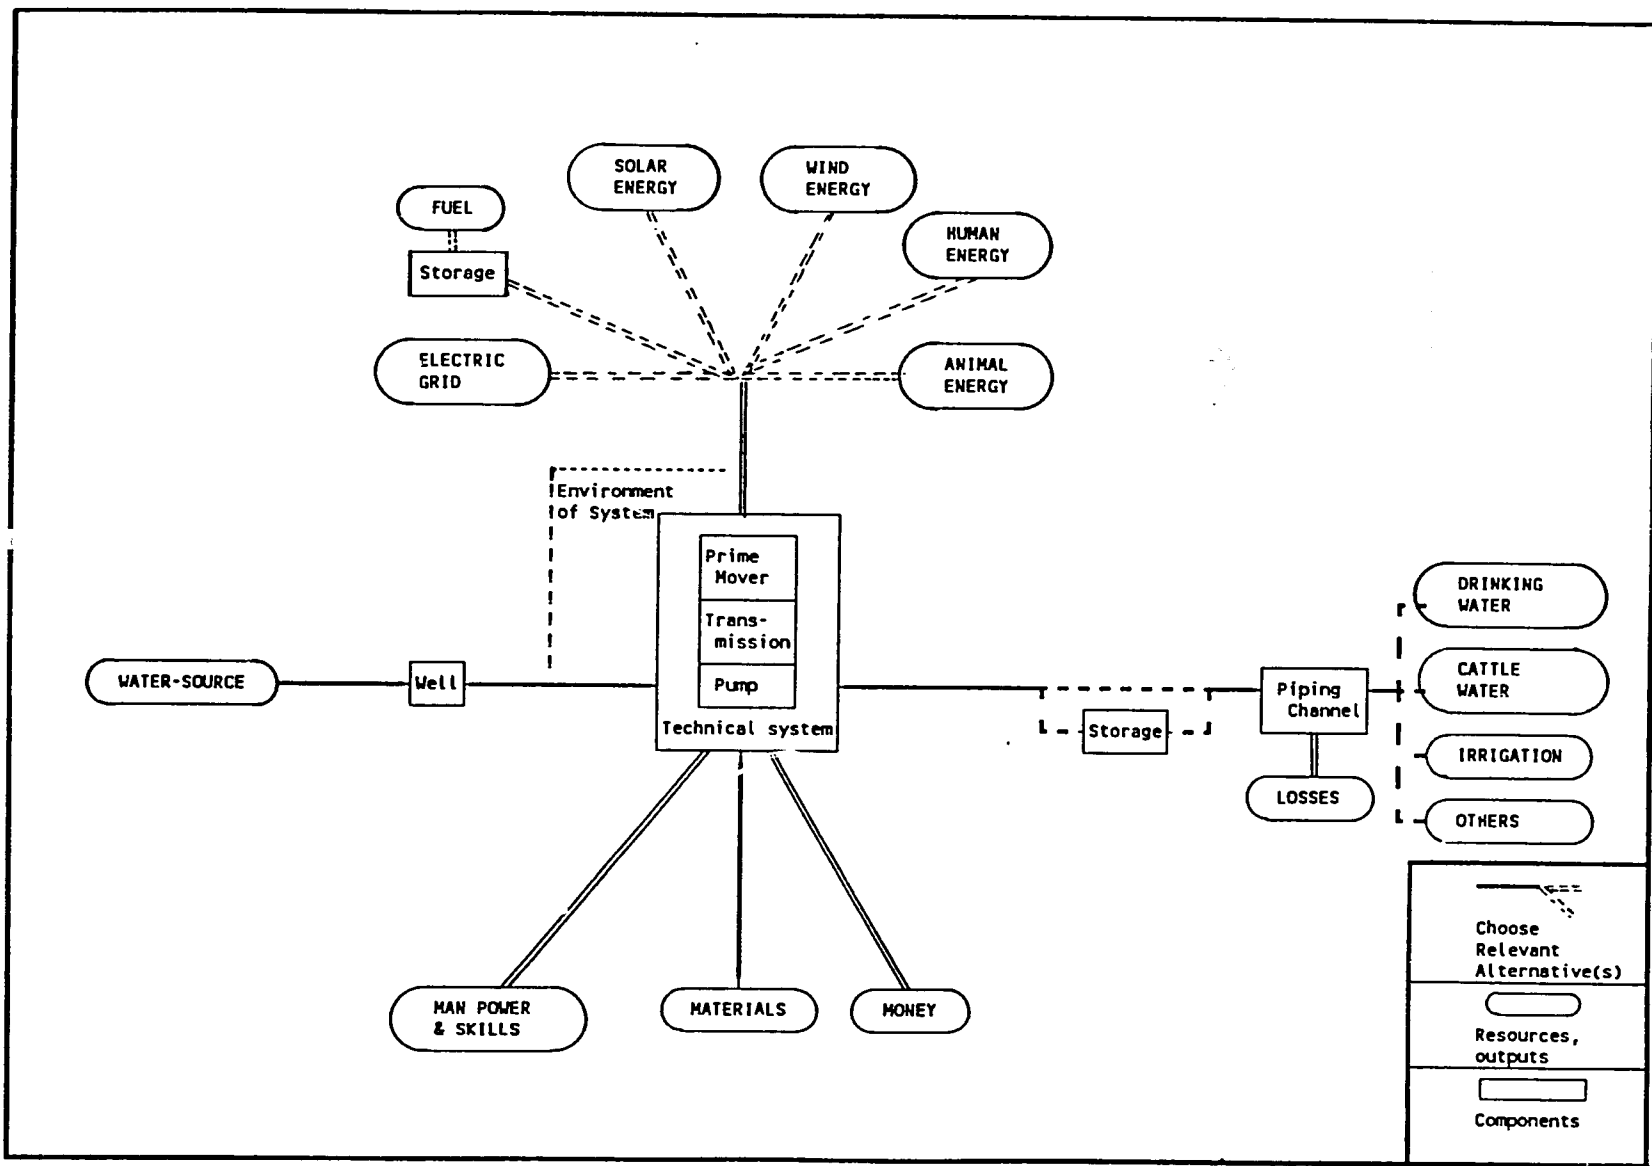 SOLAR
ENERGY
WIND
ENERGY
FUEL
HUMAN
ENERGY
Storage
ELECTRIC
GRID
ANIMAL
ENERGY
Environment
of System
Prime
Mover
Trans-
mission
Pump
Technical system
WATER-SOURCE
Well
Storage
Piping
Channel
LOSSES
DRINKING
WATER
CATTLE
WATER
IRRIGATION
OTHERS
MAN POWER
& SKILLS
MATERIALS
MONEY
Choose
Relevant
Alternative(s)
Resources,
outputs
Components